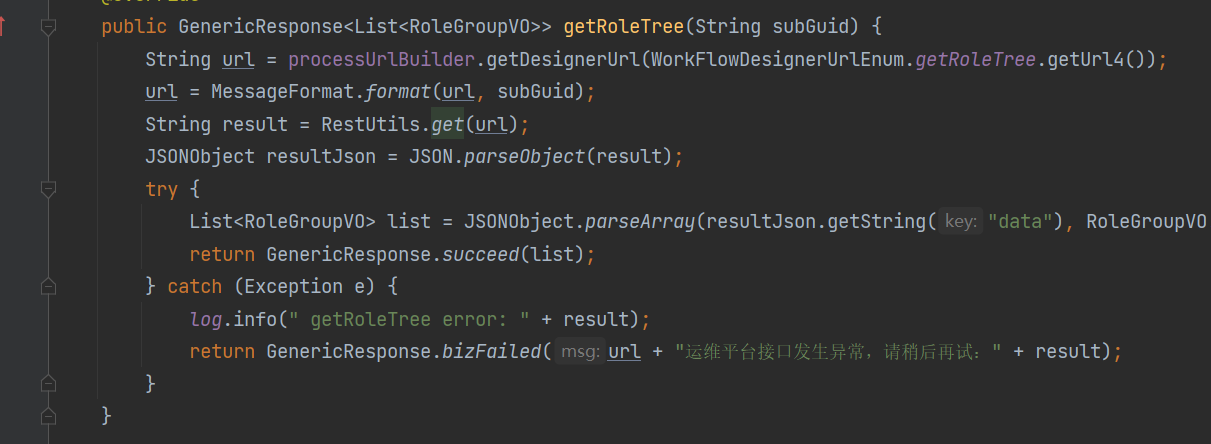 @Override
public GenericResponse<List<RoleGroupVO>> getRoleTree(String subGuid) {
String url = processUrlBuilder.getDesignerUrl(WorkFlowDesignerUrlEnum.getRoleTree.getUrl4());
url = MessageFormat.format(url, subGuid);
String result = RestUtils.get(url);
JSONObject resultJson = JSON.parseObject(result);
try {
List<RoleGroupVO> list = JSONObject.parseArray(resultJson.getString( key: "data"), RoleGroupVO
return GenericResponse.succeed(list);
} catch (Exception e) {
log.info(" getRoleTree error: " + result);
return GenericResponse.bizFailed( msg: url + "运维平台接口发生异常，请稍后再试：" + result);
}
}